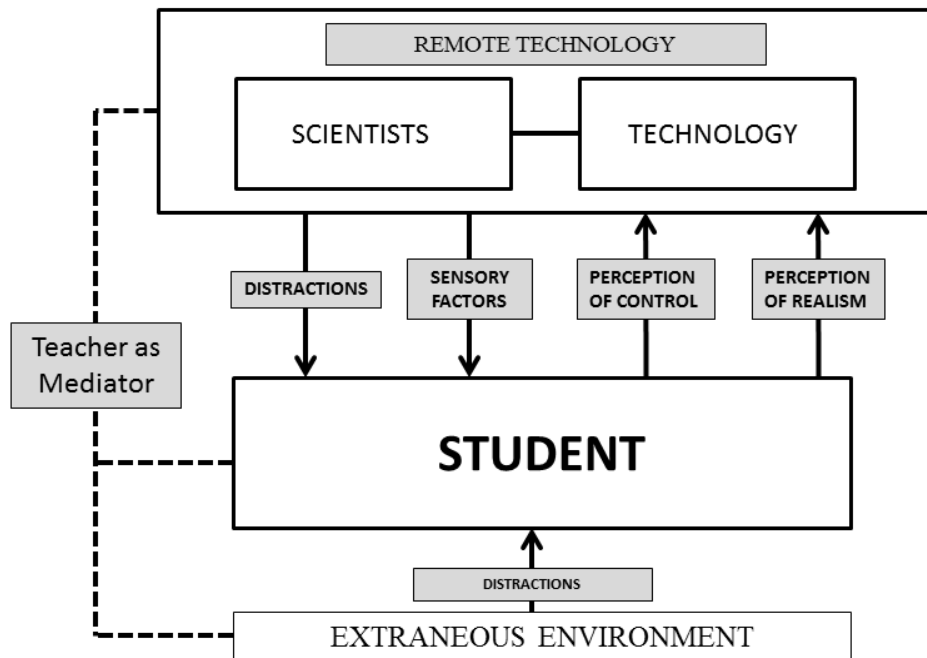 REMOTE TECHNOLOGY
SCIENTISTS
TECHNOLOGY
DISTRACTIONS
SENSORY
FACTORS
PERCEPTION
OF CONTROL
PERCEPTION
OF REALISM
Teacher as
Mediator
STUDENT
DISTRACTIONS
EXTRANEOUS ENVIRONMENT